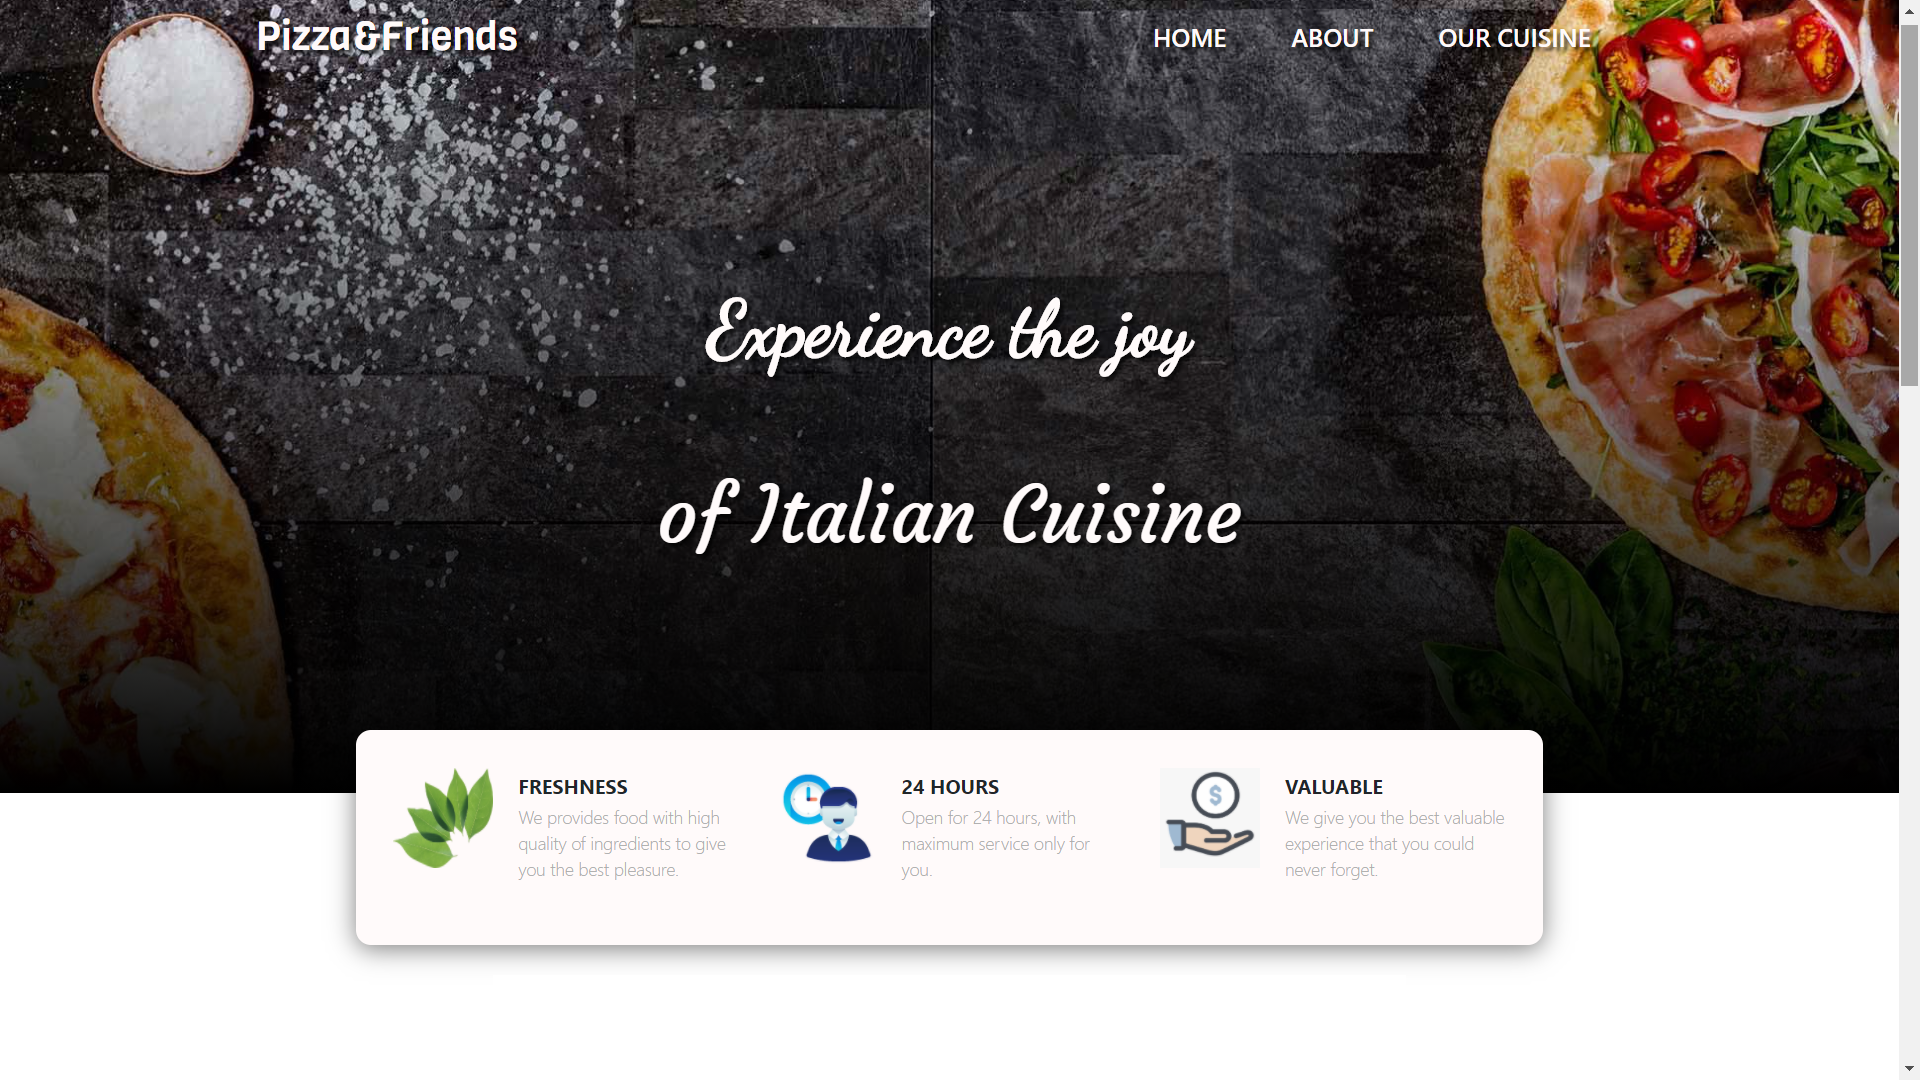 Pizza&Friends
HOME ABOUT OUR CUISINE
Experience the joy
of Italian Cuisine
FRESHNESS
We provides food with high
quality of ingredients to give
you the best pleasure.
24 HOURS
Open for 24 hours, with
maximum service only for
you.
$
VALUABLE
We give you the best valuable
experience that you could
never forget.